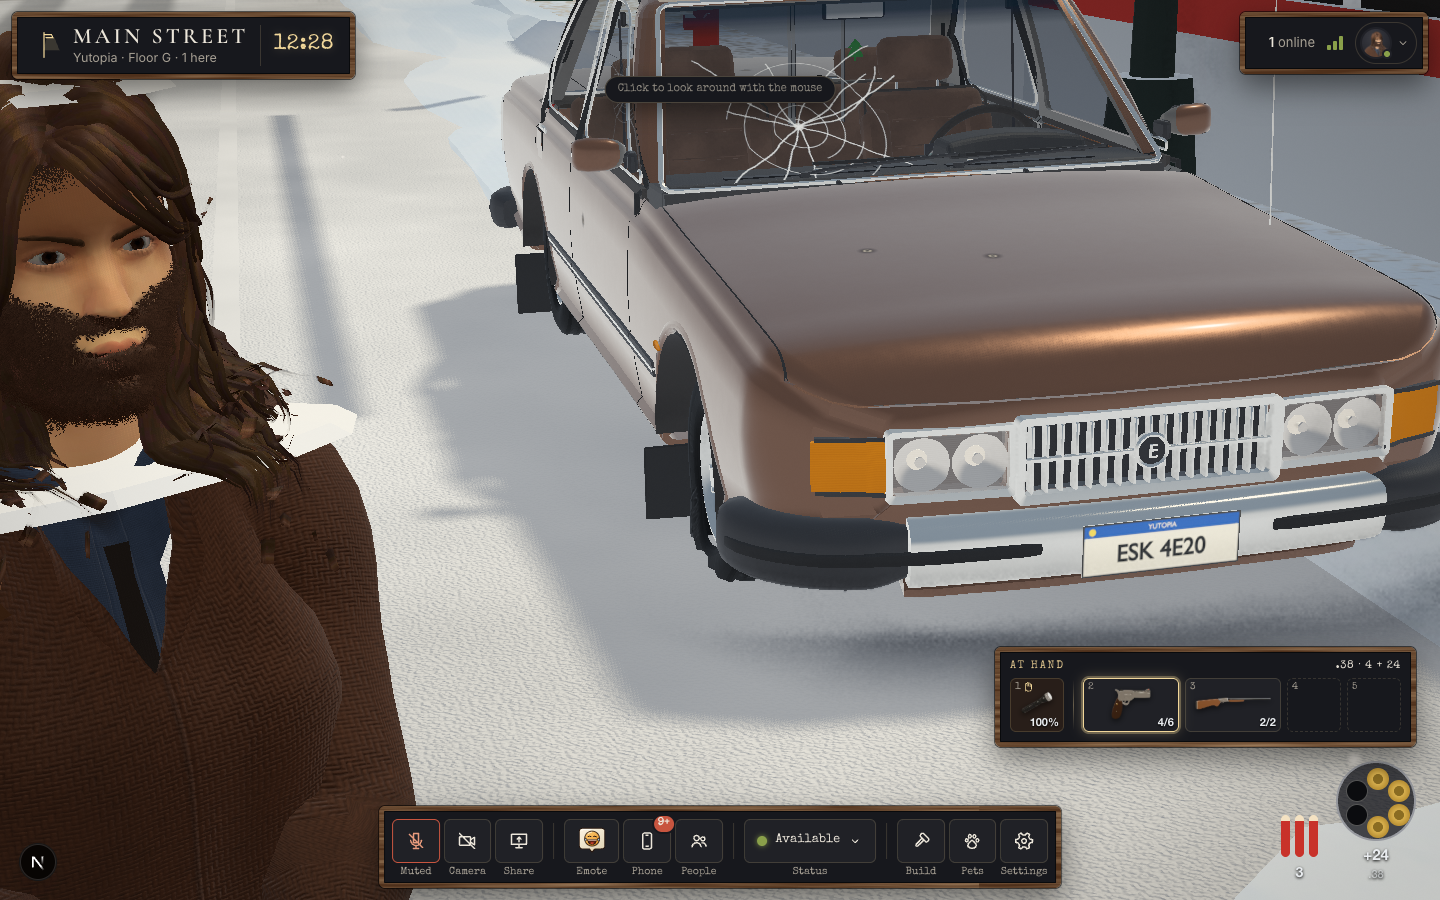 MAIN STREET
Yutopia · Floor G · 1 here
12:28
1 online
Click to look around with the mouse
E
YUTOPIA
ESK 4E20
AT HAND
.38 · 4 + 24
1
100%
2
4/6
3
2/2
4
5
9+
Available
Muted
Camera
Share
Emote
Phone
People
Status
Build
Pets
Settings
N
3
+24
.38